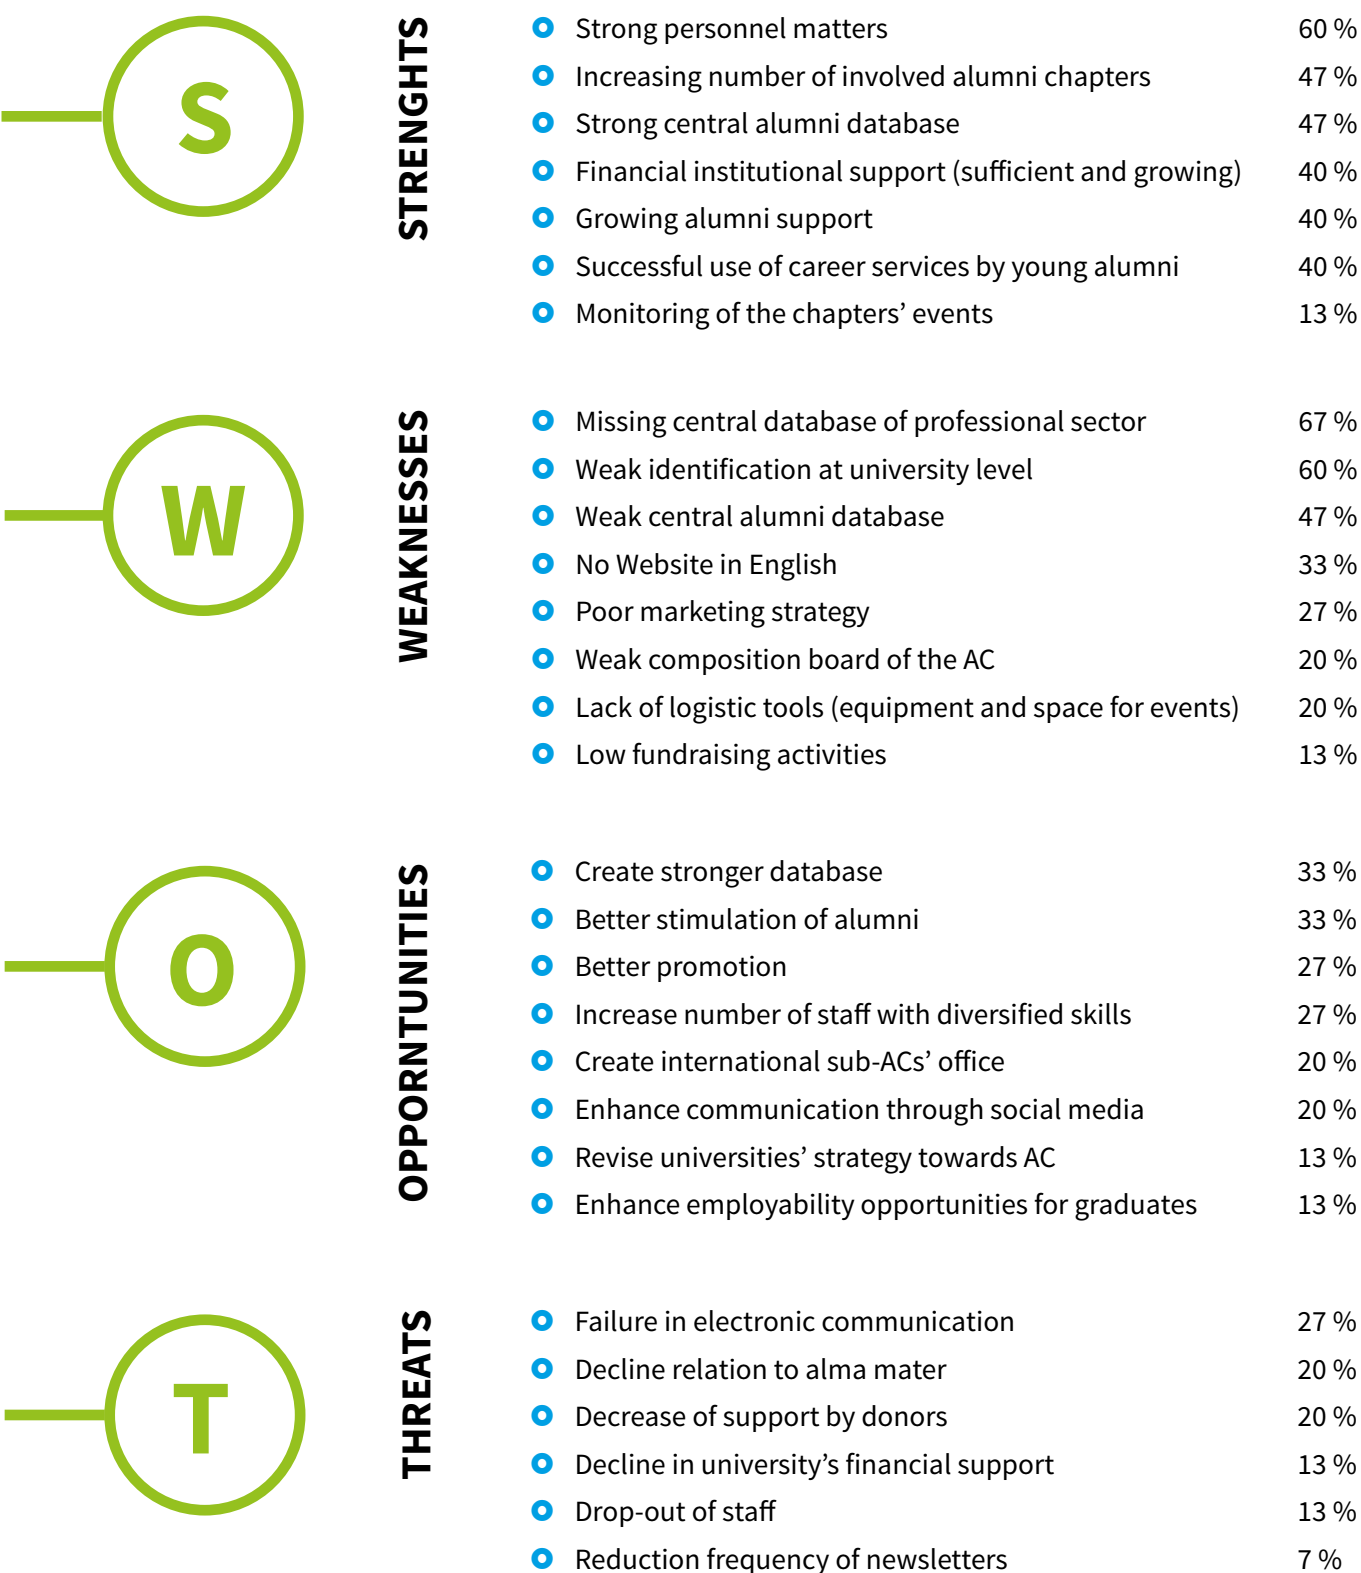 S
STRENGHTS
Strong personnel matters 60 %
Increasing number of involved alumni chapters 47 %
Strong central alumni database 47 %
Financial institutional support (sufficient and growing) 40 %
Growing alumni support 40 %
Successful use of career services by young alumni 40 %
Monitoring of the chapters’ events 13 %
W
WEAKNESSES
Missing central database of professional sector 67 %
Weak identification at university level 60 %
Weak central alumni database 47 %
No Website in English 33 %
Poor marketing strategy 27 %
Weak composition board of the AC 20 %
Lack of logistic tools (equipment and space for events) 20 %
Low fundraising activities 13 %
O
OPPORNTUNITIES
Create stronger database 33 %
Better stimulation of alumni 33 %
Better promotion 27 %
Increase number of staff with diversified skills 27 %
Create international sub-ACs’ office 20 %
Enhance communication through social media 20 %
Revise universities’ strategy towards AC 13 %
Enhance employability opportunities for graduates 13 %
T
THREATS
Failure in electronic communication 27 %
Decline relation to alma mater 20 %
Decrease of support by donors 20 %
Decline in university’s financial support 13 %
Drop-out of staff 13 %
Reduction frequency of newsletters 7 %